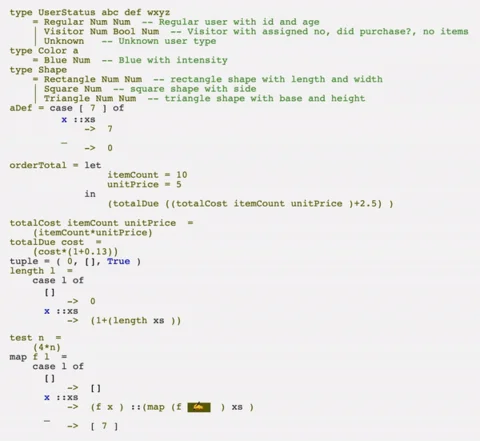 type UserStatus abc def wxyz
= Regular Num Num -- Regular user with id and age
| Visitor Num Bool Num -- Visitor with assigned no, did purchase?, no items
| Unknown -- Unknown user type
type Color a
= Blue Num -- Blue with intensity
type Shape
= Rectangle Num Num -- rectangle shape with length and width
| Square Num -- square shape with side
| Triangle Num Num -- triangle shape with base and height
aDef = case [ 7 ] of
x ::xs
-> 7
_
-> 0
orderTotal = let
itemCount = 10
unitPrice = 5
in
(totalDue ((totalCost itemCount unitPrice )+2.5) )
totalCost itemCount unitPrice =
(itemCount*unitPrice)
totalDue cost =
(cost*(1+0.13))
tuple = ( 0, [], True )
length l =
case l of
[]
-> 0
x ::xs
-> (1+(length xs ))
test n =
(4*n)
map f l =
case l of
[]
-> []
x ::xs
-> (f x ) ::(map (f ) xs )
_
-> [ 7 ]